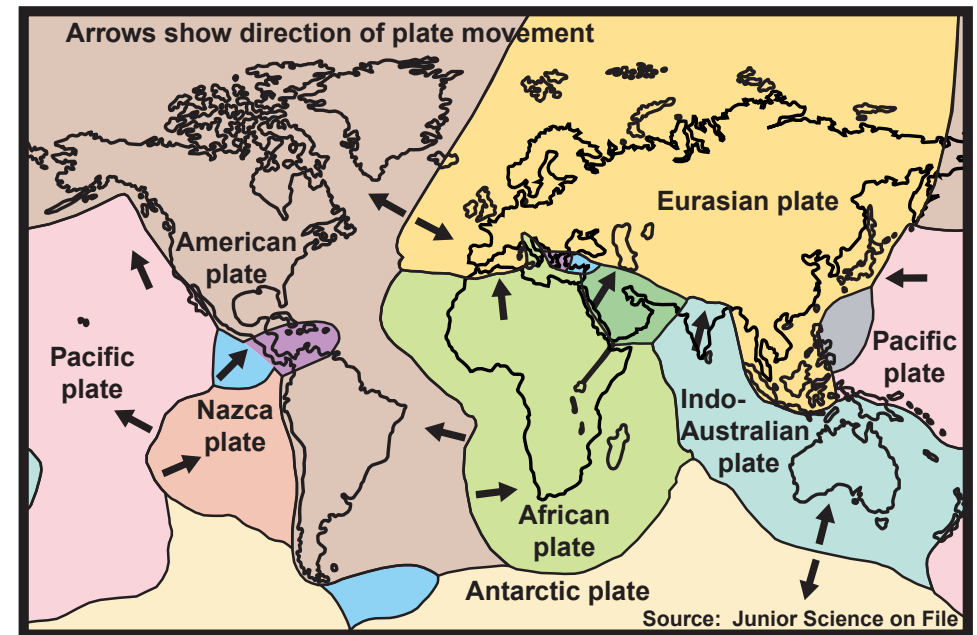 Arrows show direction of plate movement
Eurasian plate
American
plate
Pacific
plate
Pacific
plate
Nazca
plate
Indo-
Australian
plate
African
plate
Antarctic plate
Source: Junior Science on File